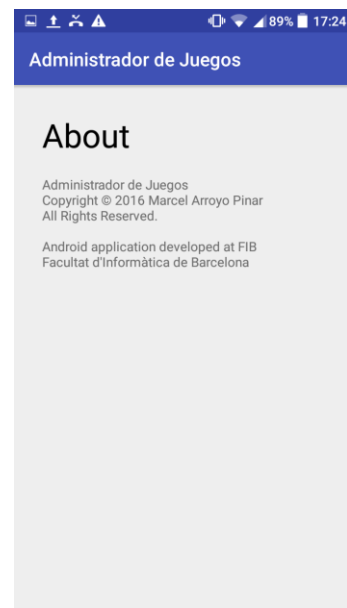 89% 17:24
Administrador de Juegos
About
Administrador de Juegos
Copyright © 2016 Marcel Arroyo Pinar
All Rights Reserved.
Android application developed at FIB
Facultat d'Informàtica de Barcelona